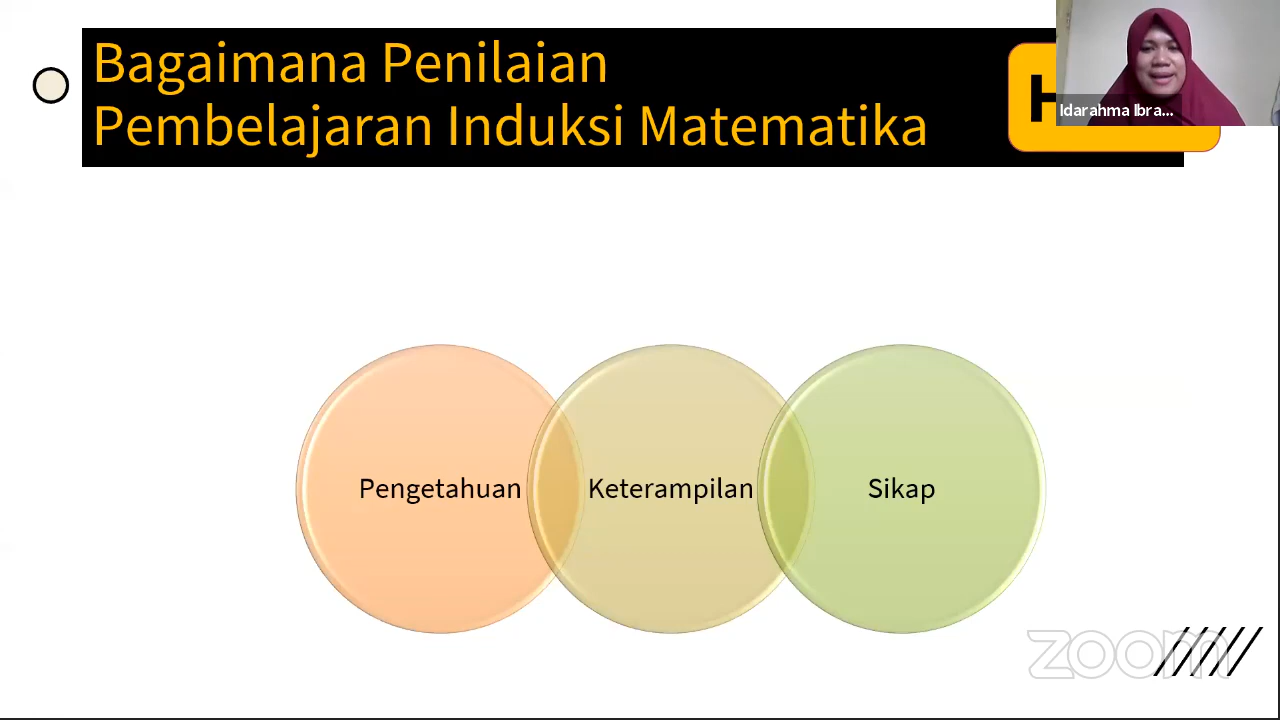 Bagaimana Penilaian
Pembelajaran Induksi Matematika
Idarahma Ibra...
Pengetahuan
Keterampilan
Sikap
zoom